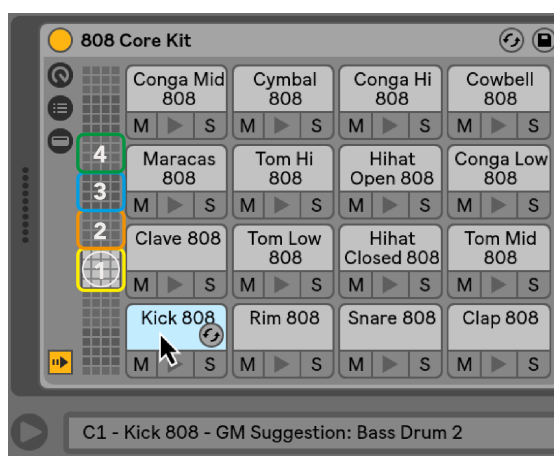 808 Core Kit
Conga Mid
808
Cymbal
808
Conga Hi
808
Cowbell
808
M S M S M S M S
4
Maracas
808
Tom Hi
808
Hihat
Open 808
Conga Low
808
3
M S M S M S M S
2
Clave 808
Tom Low
808
Hihat
Closed 808
Tom Mid
808
1
M S M S M S M S
Kick 808
Rim 808
Snare 808
Clap 808
M S M S M S M S
C1 - Kick 808 - GM Suggestion: Bass Drum 2